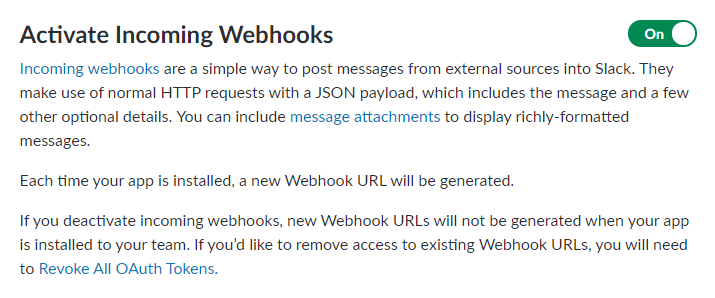 Activate Incoming Webhooks
On
Incoming webhooks are a simple way to post messages from external sources into Slack. They
make use of normal HTTP requests with a JSON payload, which includes the message and a few
other optional details. You can include message attachments to display richly-formatted
messages.
Each time your app is installed, a new Webhook URL will be generated.
If you deactivate incoming webhooks, new Webhook URLs will not be generated when your app
is installed to your team. If you’d like to remove access to existing Webhook URLs, you will need
to Revoke All OAuth Tokens.